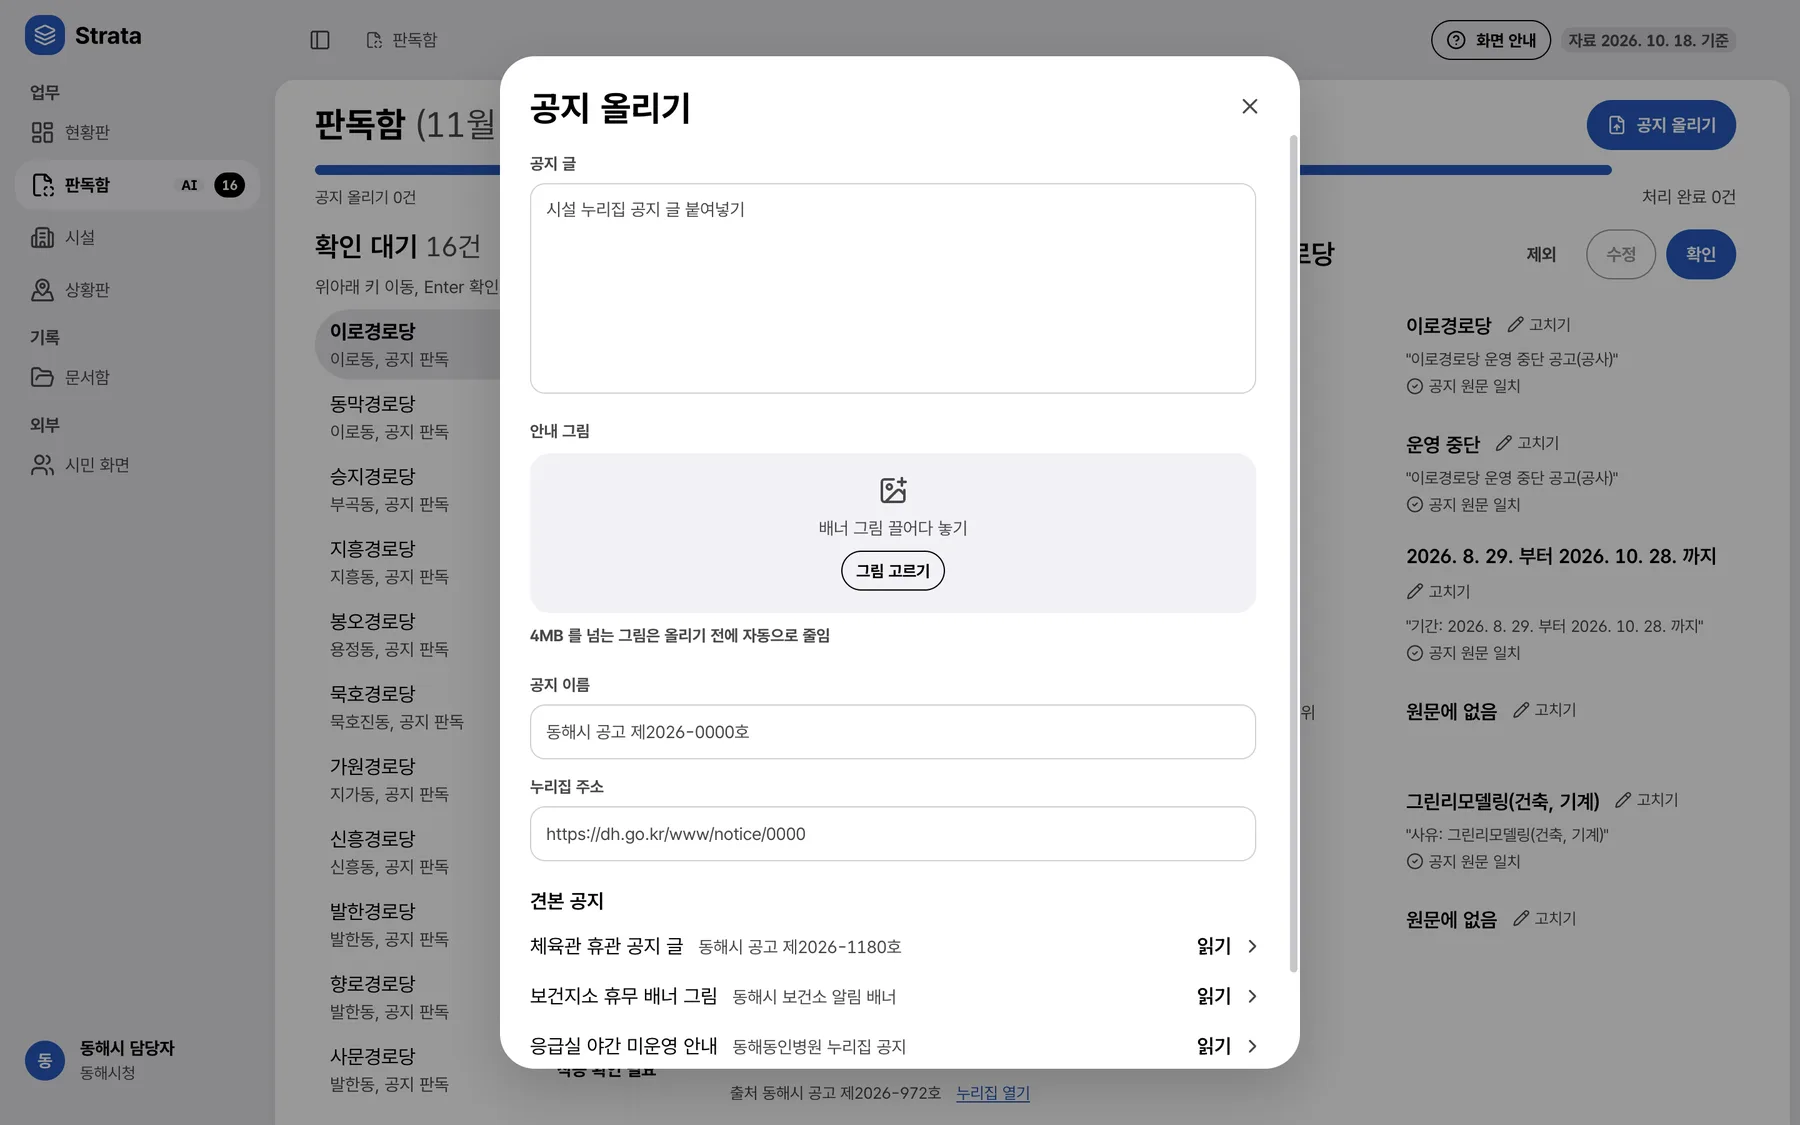 Strata
업무
현황판
판독함 AI 16
시설
상황판
기록
문서함
외부
시민 화면
동 동해시 담당자
동해시청
판독함
화면 안내
자료 2026. 10. 18. 기준
판독함 (11월
공지 올리기
공지 올리기 0건
처리 완료 0건
확인 대기 16건
위아래 키 이동, Enter 확인
이로경로당
이로동, 공지 판독
동막경로당
이로동, 공지 판독
승지경로당
부곡동, 공지 판독
지흥경로당
지흥동, 공지 판독
봉오경로당
용정동, 공지 판독
묵호경로당
묵호진동, 공지 판독
가원경로당
지가동, 공지 판독
신흥경로당
신흥동, 공지 판독
발한경로당
발한동, 공지 판독
향로경로당
발한동, 공지 판독
사문경로당
발한동, 공지 판독
공지 올리기
공지 글
시설 누리집 공지 글 붙여넣기
안내 그림
배너 그림 끌어다 놓기
그림 고르기
4MB 를 넘는 그림은 올리기 전에 자동으로 줄임
공지 이름
동해시 공고 제2026-0000호
누리집 주소
https://dh.go.kr/www/notice/0000
견본 공지
체육관 휴관 공지 글 동해시 공고 제2026-1180호 읽기
보건지소 휴무 배너 그림 동해시 보건소 알림 배너 읽기
응급실 야간 미운영 안내 동해동인병원 누리집 공지 읽기
출처 동해시 공고 제2026-972호 누리집 열기
로당
제외 수정 확인
이로경로당 고치기
"이로경로당 운영 중단 공고(공사)"
공지 원문 일치
운영 중단 고치기
"이로경로당 운영 중단 공고(공사)"
공지 원문 일치
2026. 8. 29. 부터 2026. 10. 28. 까지
고치기
"기간: 2026. 8. 29. 부터 2026. 10. 28. 까지"
공지 원문 일치
위
원문에 없음 고치기
그린리모델링(건축, 기계) 고치기
"사유: 그린리모델링(건축, 기계)"
공지 원문 일치
원문에 없음 고치기